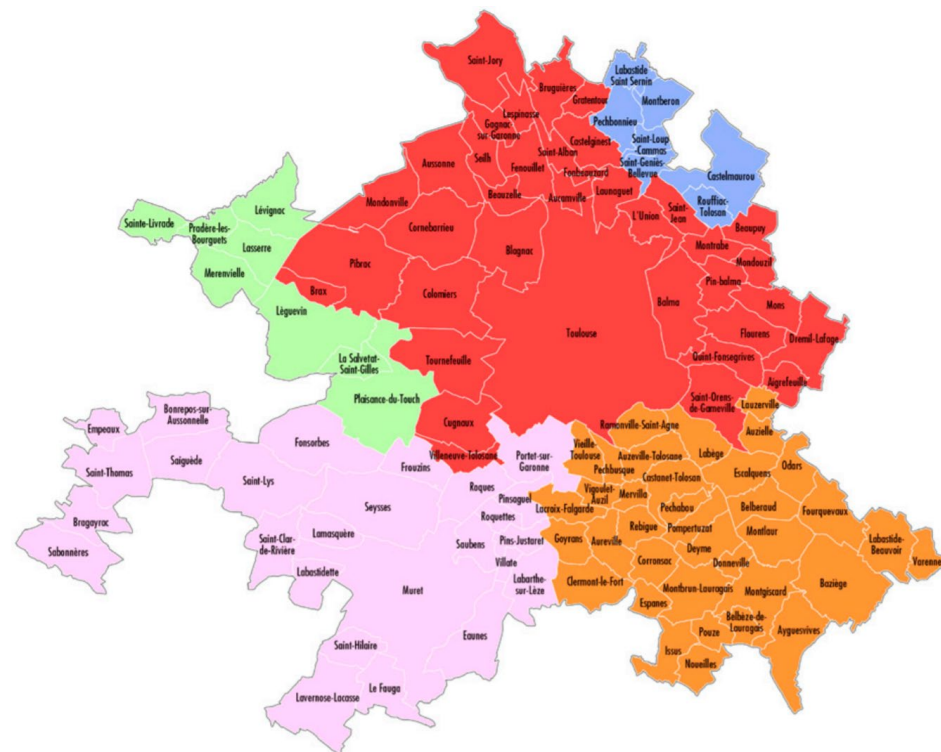 Saint-Jory
Bruguières
Gratentour
Lespinasse
Gagnac
-sur-Garonne
Castelginest
Saint-Alban
Seilh
Fenouillet
Fonbeauzard
Aussonne
Beauzelle
Aucamville
Launaguet
Mondonville
Cornebarrieu
Blagnac
L'Union
Saint-
Jean
Beaupuy
Montrabe
Mondouzil
Pibrac
Brax
Colomiers
Toulouse
Balma
Pin-balma
Mons
Flourens
Dremil-Lafage
Quint-Fonsegrives
Aigrefeuille
Tournefeuille
Saint-Orens
de-Gameville
Cugnaux
Villeneuve-Tolosane
Labastide
Saint Sernin
Montberon
Pechbonnieu
Saint-Loup
-Cammas
Saint-Geniès-
Bellevue
Castelmaurou
Rouffiac-
Tolosan
Lévignac
Sainte-Livrade
Pradère-les-
Bourguets
Lasserre
Merenvielle
Lèguevin
La Salvetat-
Saint-Gilles
Plaisance-du-Touch
Bonrepos-sur-
Aussonnelle
Empeaux
Saint-Thomas
Saiguède
Fonsorbes
Saint-Lys
Bragayrac
Sabonnères
Frouzins
Seysses
Portet-sur-
Garonne
Roques
Pinsaguel
Roquettes
Saint-Clar-
de-Rivière
Lamasquère
Labastidette
Saubens
Pins-Justaret
Villate
Labarthe-
sur-Lèze
Muret
Eaunes
Saint-Hilaire
Le Fauga
Lavernose-Lacasse
Lauzerville
Auzielle
Ramonville-Saint-Agne
Vieille-
Toulouse
Auzeville-Tolosane
Labège
Pechbusque
Castanet-Tolosan
Escalquens
Odars
Vigoulet-
Auzil
Mervilla
Lacroix-Falgarde
Pechabou
Belberaud
Fourquevaux
Rebigue
Pompertuzat
Montlaur
Labastide-
Beauvoir
Varenne
Goyrans
Aureville
Corronsac
Deyme
Donneville
Baziège
Clermont-le-Fort
Montbrun-Lauragais
Montgiscard
Espanes
Belbèze-de-
Lauragais
Ayguesvives
Pouze
Issus
Noueilles